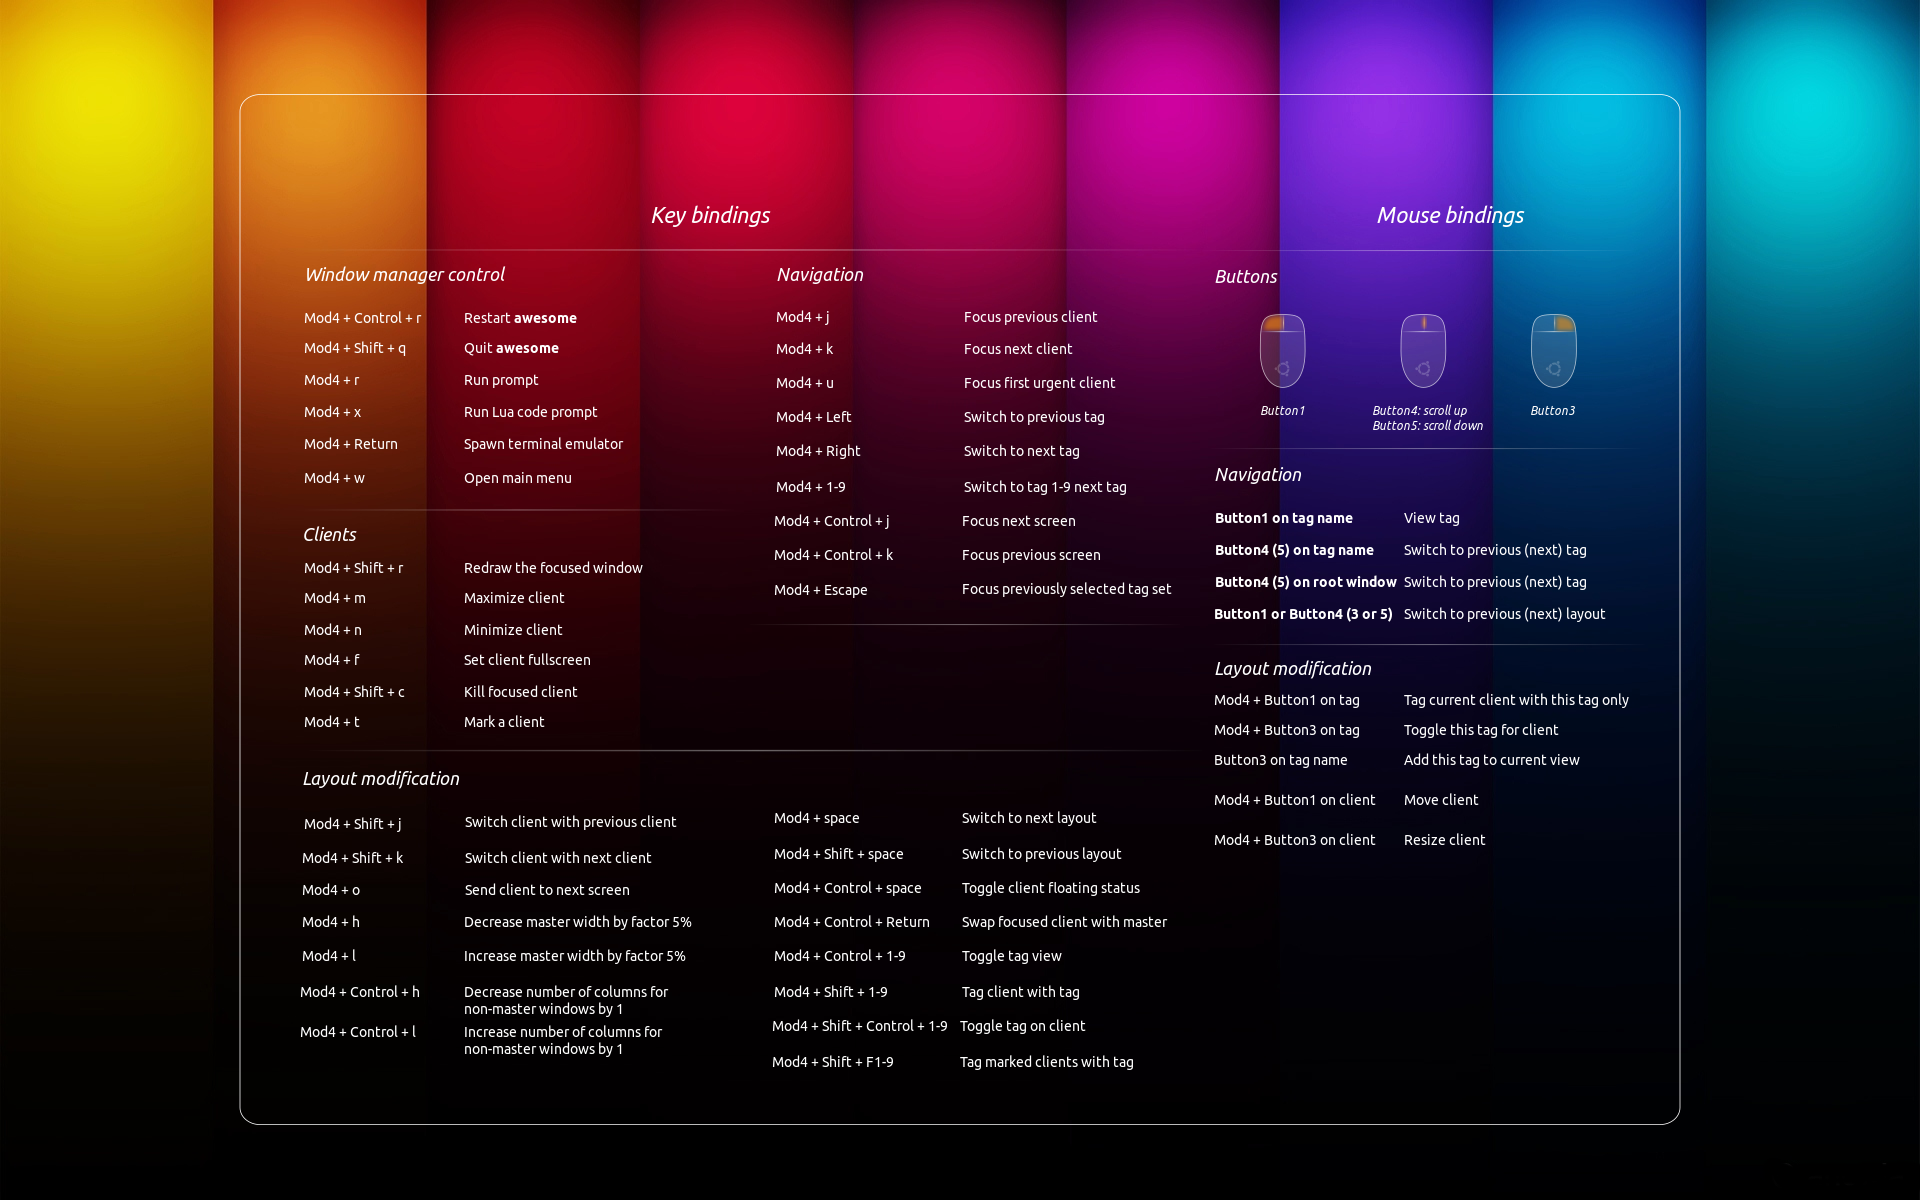 Key bindings
Window manager control
Mod4 + Control + r Restart awesome
Mod4 + Shift + q Quit awesome
Mod4 + r Run prompt
Mod4 + x Run Lua code prompt
Mod4 + Return Spawn terminal emulator
Mod4 + w Open main menu
Clients
Mod4 + Shift + r Redraw the focused window
Mod4 + m Maximize client
Mod4 + n Minimize client
Mod4 + f Set client fullscreen
Mod4 + Shift + c Kill focused client
Mod4 + t Mark a client
Navigation
Mod4 + j Focus previous client
Mod4 + k Focus next client
Mod4 + u Focus first urgent client
Mod4 + Left Switch to previous tag
Mod4 + Right Switch to next tag
Mod4 + 1-9 Switch to tag 1-9 next tag
Mod4 + Control + j Focus next screen
Mod4 + Control + k Focus previous screen
Mod4 + Escape Focus previously selected tag set
Layout modification
Mod4 + Shift + j Switch client with previous client
Mod4 + Shift + k Switch client with next client
Mod4 + o Send client to next screen
Mod4 + h Decrease master width by factor 5%
Mod4 + l Increase master width by factor 5%
Mod4 + Control + h Decrease number of columns for
non-master windows by 1
Mod4 + Control + l Increase number of columns for
non-master windows by 1
Mod4 + space Switch to next layout
Mod4 + Shift + space Switch to previous layout
Mod4 + Control + space Toggle client floating status
Mod4 + Control + Return Swap focused client with master
Mod4 + Control + 1-9 Toggle tag view
Mod4 + Shift + 1-9 Tag client with tag
Mod4 + Shift + Control + 1-9 Toggle tag on client
Mod4 + Shift + F1-9 Tag marked clients with tag
Mouse bindings
Buttons
Button1
Button4: scroll up
Button5: scroll down
Button3
Navigation
Button1 on tag name View tag
Button4 (5) on tag name Switch to previous (next) tag
Button4 (5) on root window Switch to previous (next) tag
Button1 or Button4 (3 or 5) Switch to previous (next) layout
Layout modification
Mod4 + Button1 on tag Tag current client with this tag only
Mod4 + Button3 on tag Toggle this tag for client
Button3 on tag name Add this tag to current view
Mod4 + Button1 on client Move client
Mod4 + Button3 on client Resize client